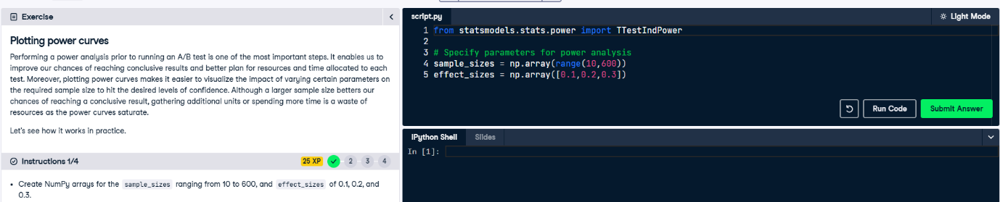 Exercise
Plotting power curves
Performing a power analysis prior to running an A/B test is one of the most important steps. It enables us to
improve our chances of reaching conclusive results and better plan for resources and time allocated to each
test. Moreover, plotting power curves makes it easier to visualize the impact of varying certain parameters on
the required sample size to hit the desired levels of confidence. Although a larger sample size betters our
chances of reaching a conclusive result, gathering additional units or spending more time is a waste of
resources as the power curves saturate.
Let's see how it works in practice.
Instructions 1/4
25 XP
2
3
4
• Create NumPy arrays for the sample_sizes ranging from 10 to 600, and effect_sizes of 0.1, 0.2, and
0.3.
script.py
Light Mode
1 from statsmodels.stats.power import TTestIndPower
2
3 # Specify parameters for power analysis
4 sample_sizes = np.array(range(10,600))
5 effect_sizes = np.array([0.1,0.2,0.3])
Run Code
Submit Answer
IPython Shell
Slides
In [1]: